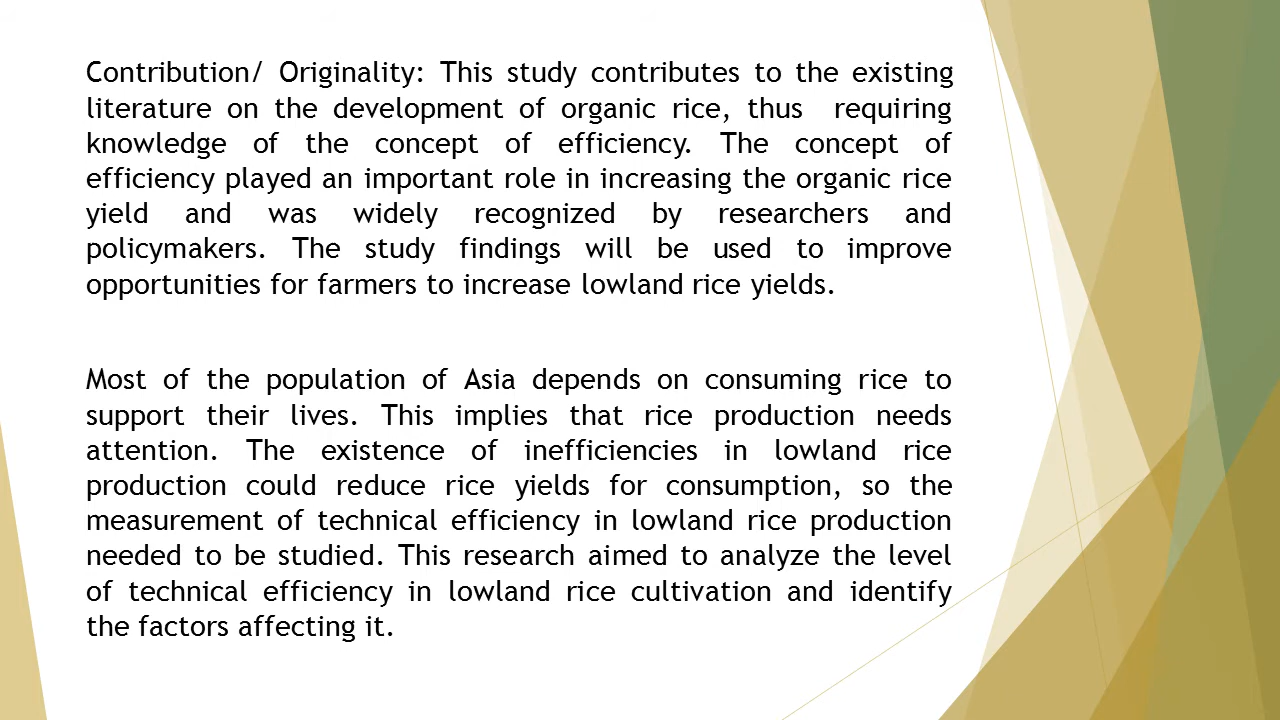 Contribution/ Originality: This study contributes to the existing
literature on the development of organic rice, thus requiring
knowledge of the concept of efficiency. The concept of
efficiency played an important role in increasing the organic rice
yield and was widely recognized by researchers and
policymakers. The study findings will be used to improve
opportunities for farmers to increase lowland rice yields.
Most of the population of Asia depends on consuming rice to
support their lives. This implies that rice production needs
attention. The existence of inefficiencies in lowland rice
production could reduce rice yields for consumption, so the
measurement of technical efficiency in lowland rice production
needed to be studied. This research aimed to analyze the level
of technical efficiency in lowland rice cultivation and identify
the factors affecting it.